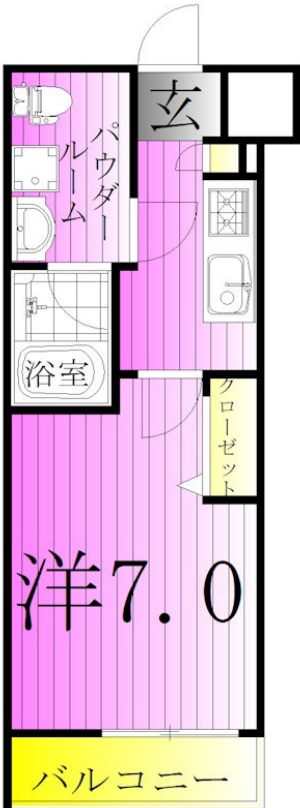 玄
パウダー
ルーム
浴室
クローゼット
洋7.0
バルコニー